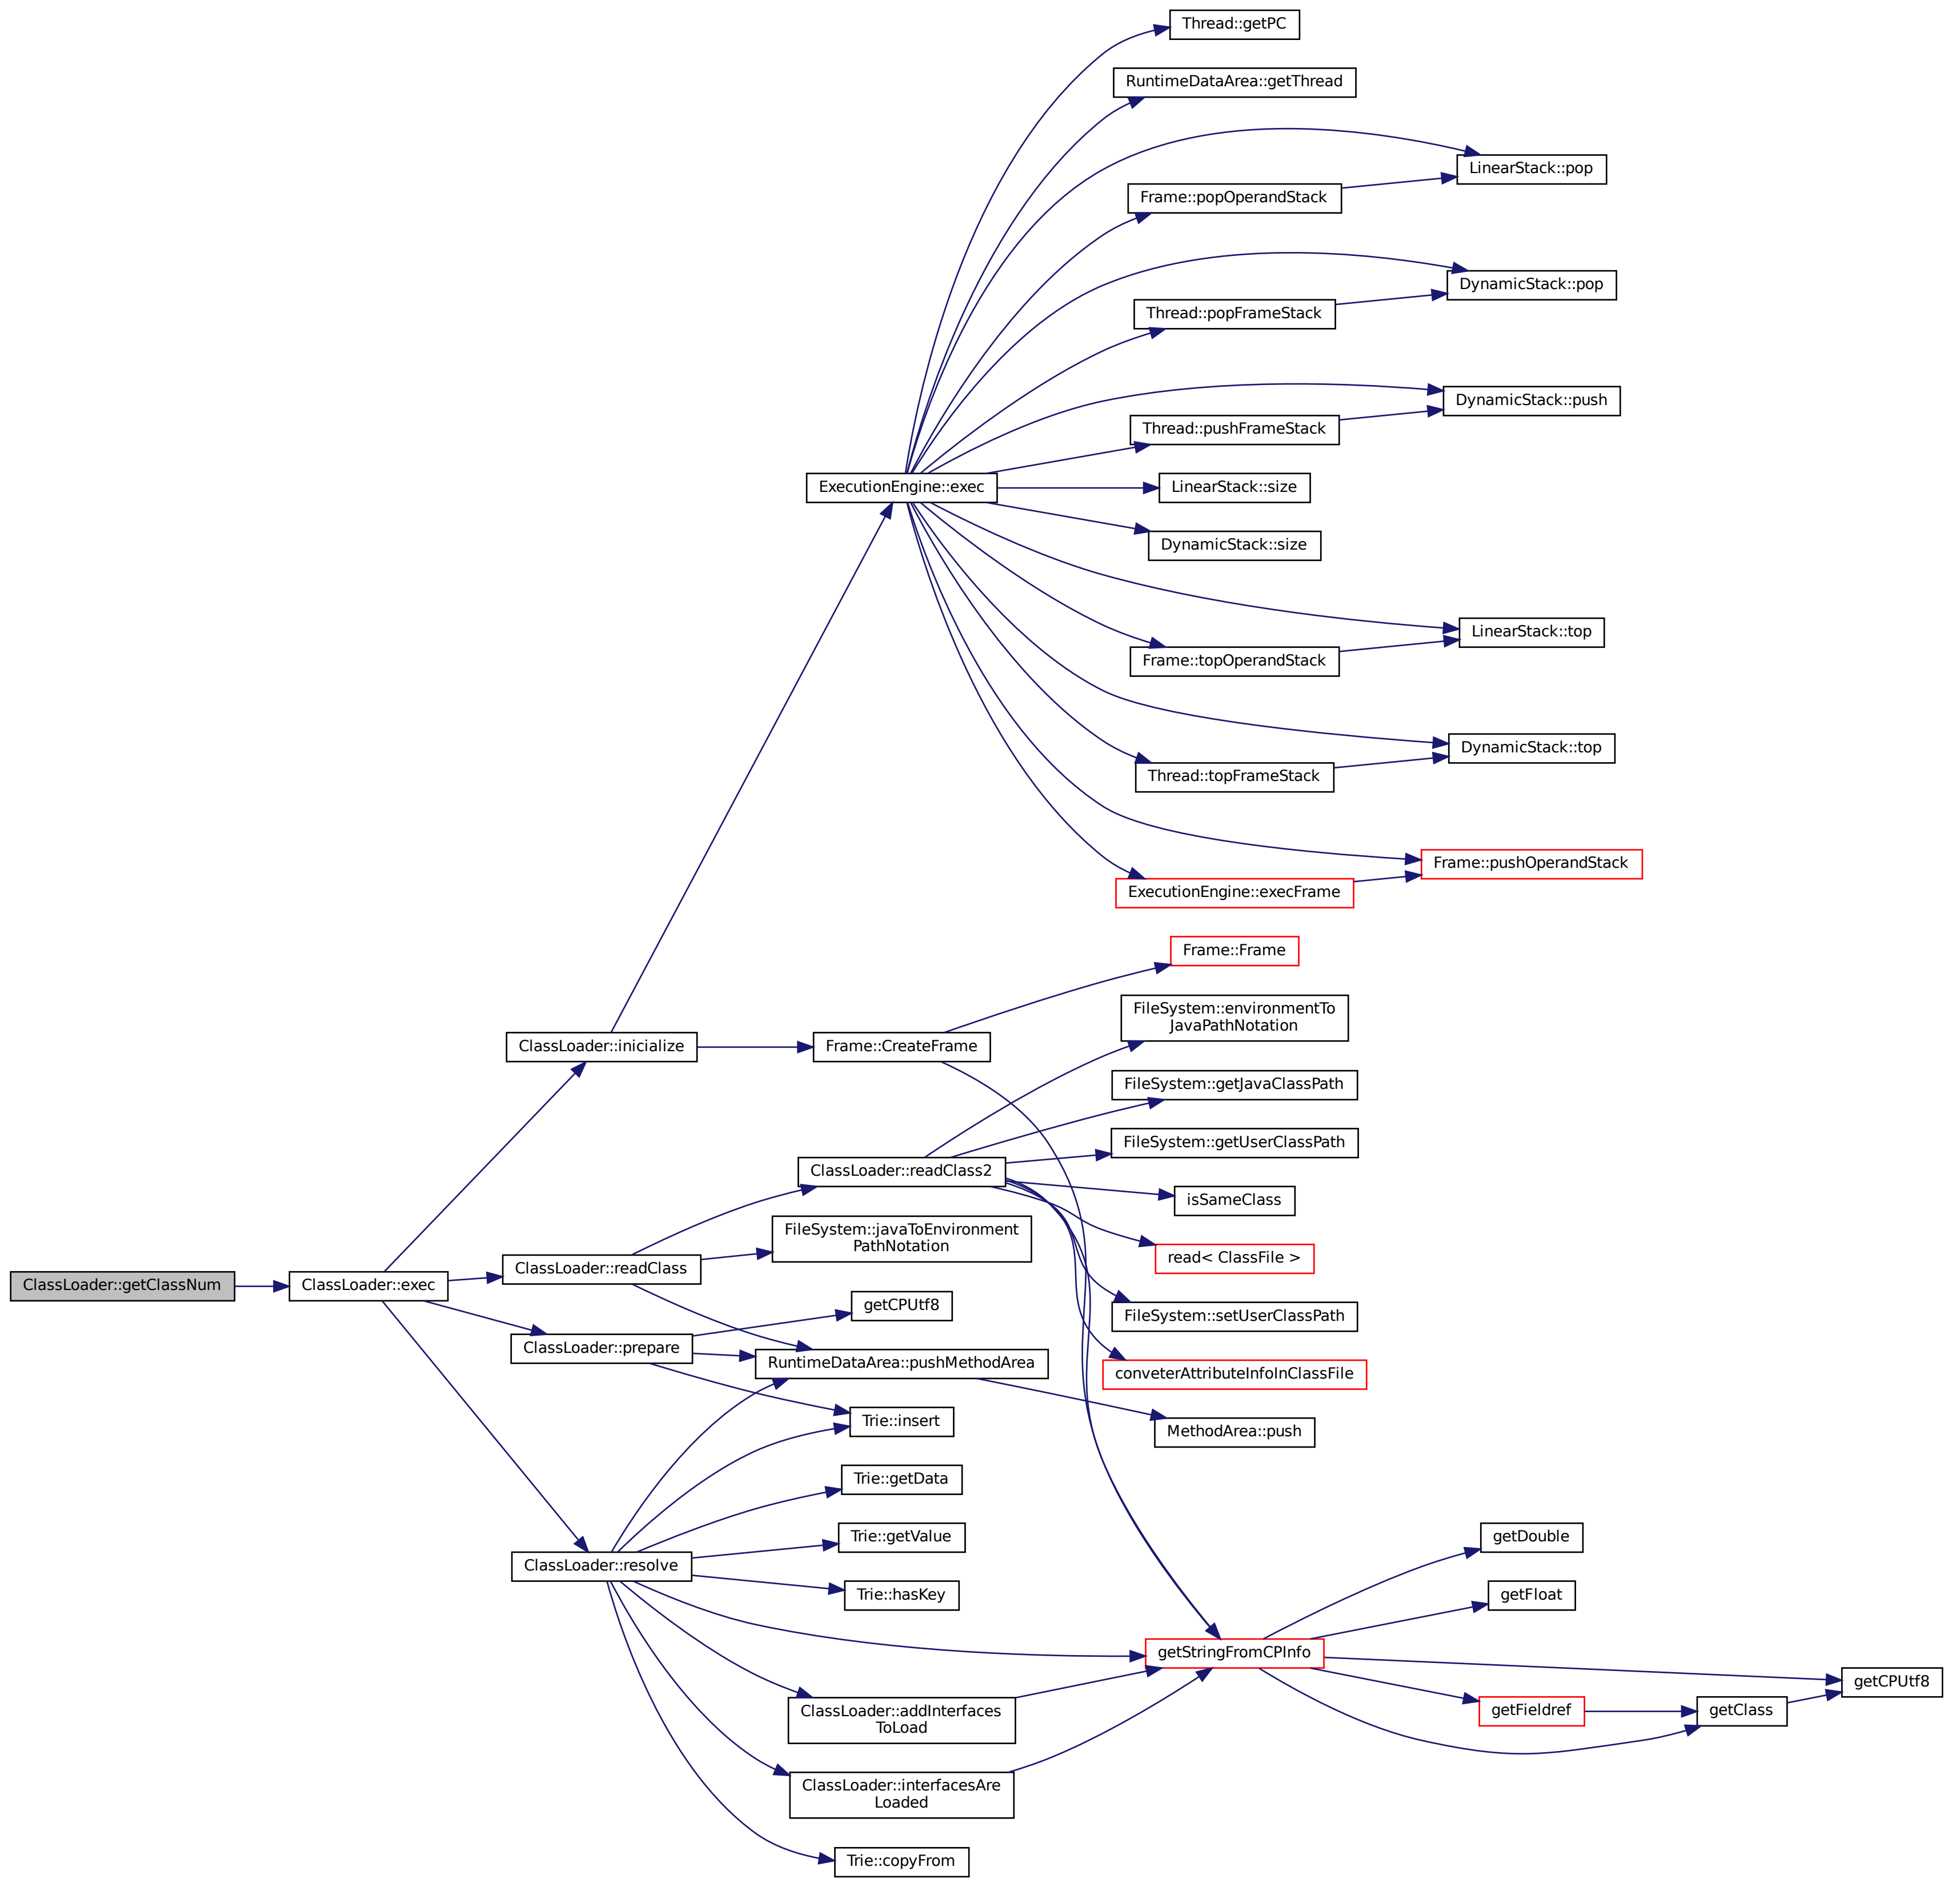 Thread::getPC
RuntimeDataArea::getThread
LinearStack::pop
Frame::popOperandStack
DynamicStack::pop
Thread::popFrameStack
DynamicStack::push
Thread::pushFrameStack
ExecutionEngine::exec
LinearStack::size
DynamicStack::size
LinearStack::top
Frame::topOperandStack
DynamicStack::top
Thread::topFrameStack
Frame::pushOperandStack
ExecutionEngine::execFrame
Frame::Frame
FileSystem::environmentTo
JavaPathNotation
ClassLoader::inicialize
Frame::CreateFrame
FileSystem::getJavaClassPath
FileSystem::getUserClassPath
ClassLoader::readClass2
isSameClass
FileSystem::javaToEnvironment
PathNotation
read< ClassFile >
ClassLoader::readClass
ClassLoader::getClassNum
ClassLoader::exec
getCPUtf8
FileSystem::setUserClassPath
ClassLoader::prepare
RuntimeDataArea::pushMethodArea
conveterAttributeInfoInClassFile
Trie::insert
MethodArea::push
Trie::getData
Trie::getValue
getDouble
ClassLoader::resolve
Trie::hasKey
getFloat
getStringFromCPInfo
getCPUtf8
ClassLoader::addInterfaces
ToLoad
getFieldref
getClass
ClassLoader::interfacesAre
Loaded
Trie::copyFrom